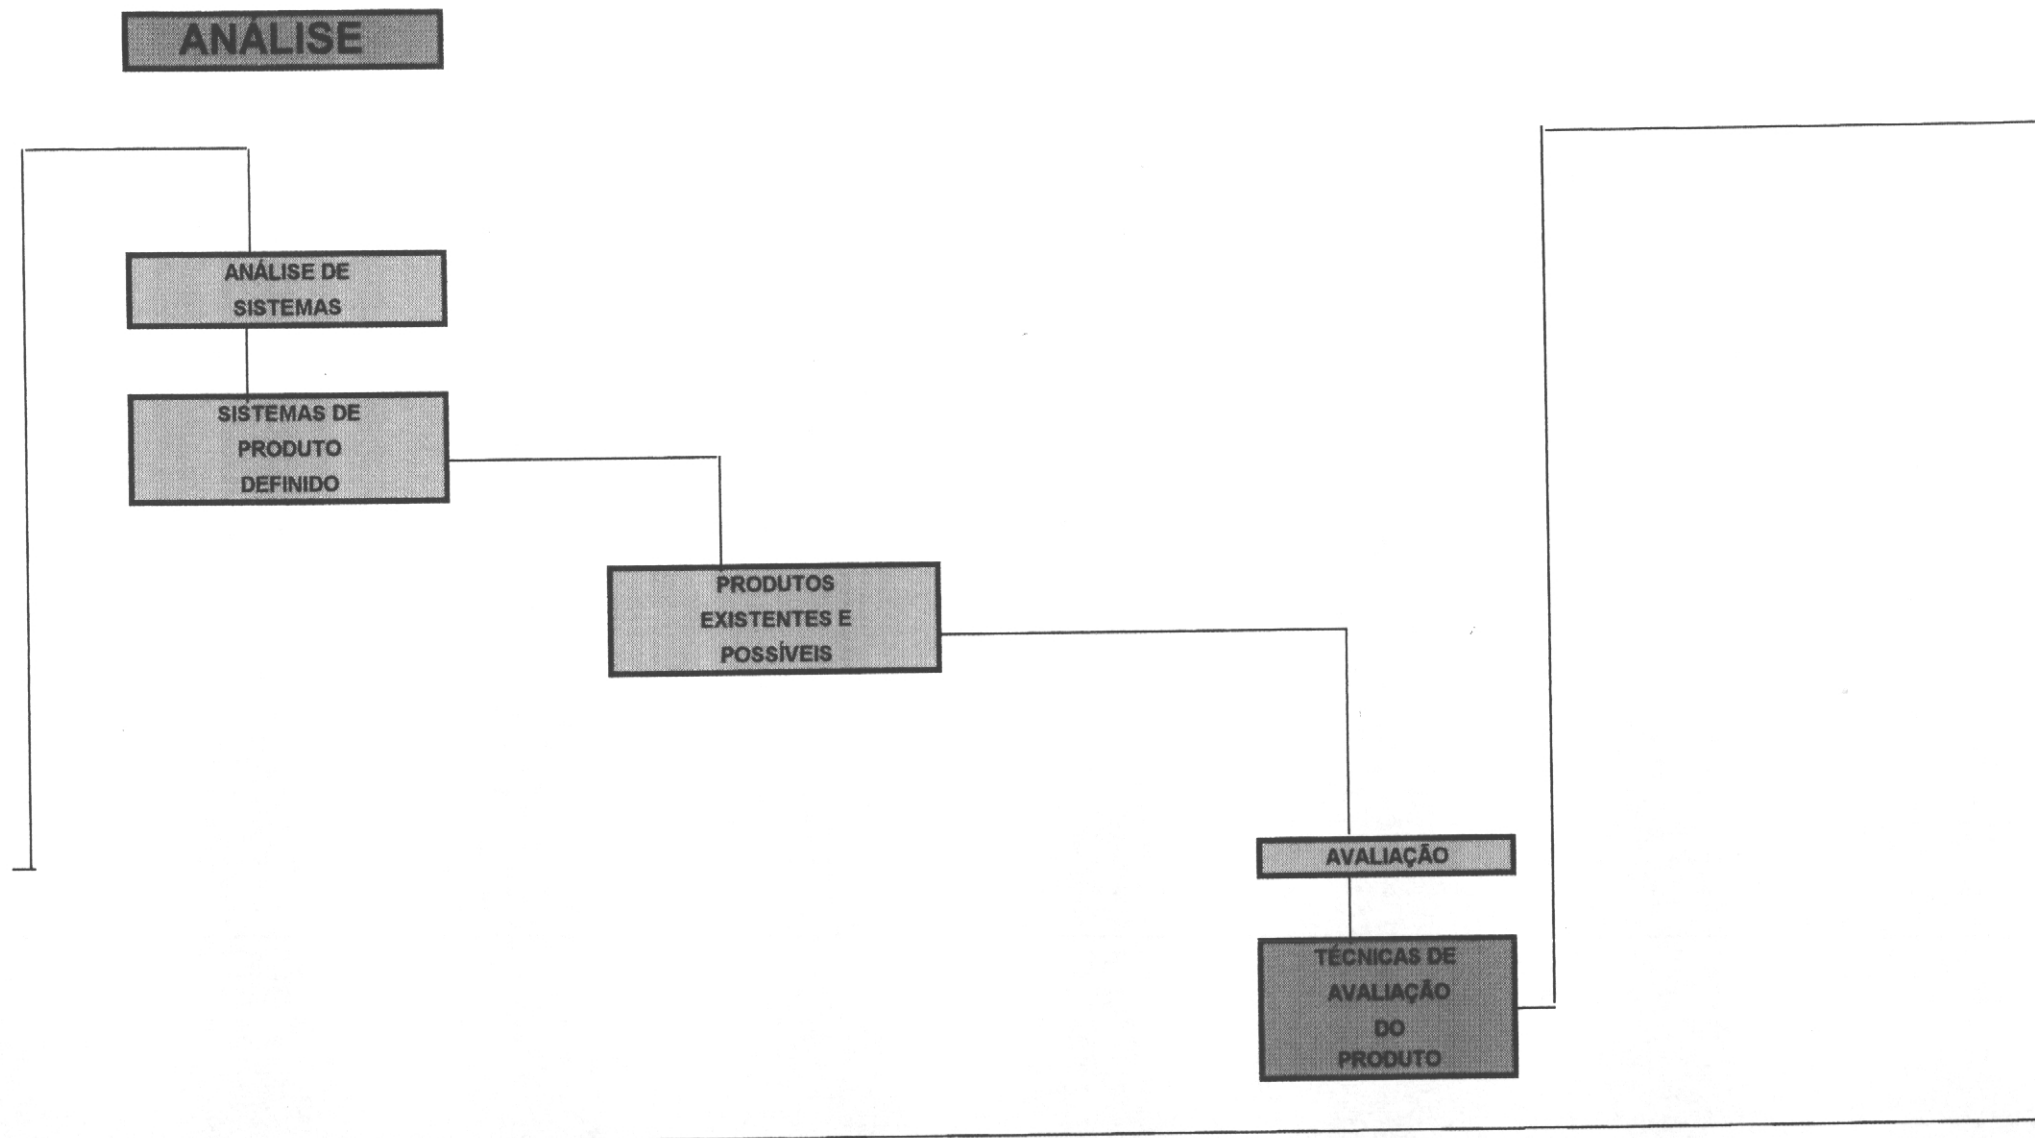 ANÁLISE
ANÁLISE DE
SISTEMAS
SISTEMAS DE
PRODUTO
DEFINIDO
PRODUTOS
EXISTENTES E
POSSÍVEIS
AVALIAÇÃO
TÉCNICAS DE
AVALIAÇÃO
DO
PRODUTO